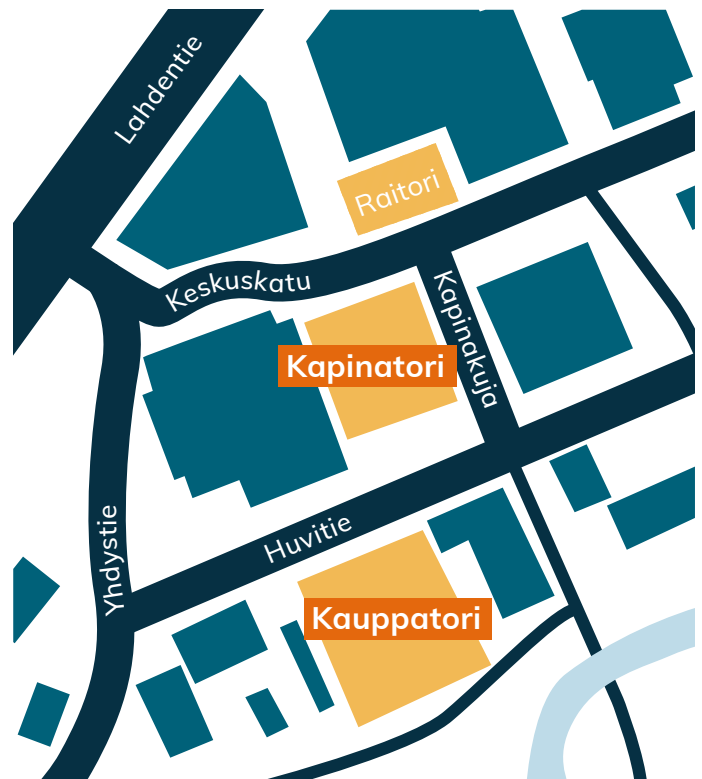 Lahdentie
Raitori
Keskuskatu
Kapinakuja
Kapinatori
Yhdystie
Huvitie
Kauppatori